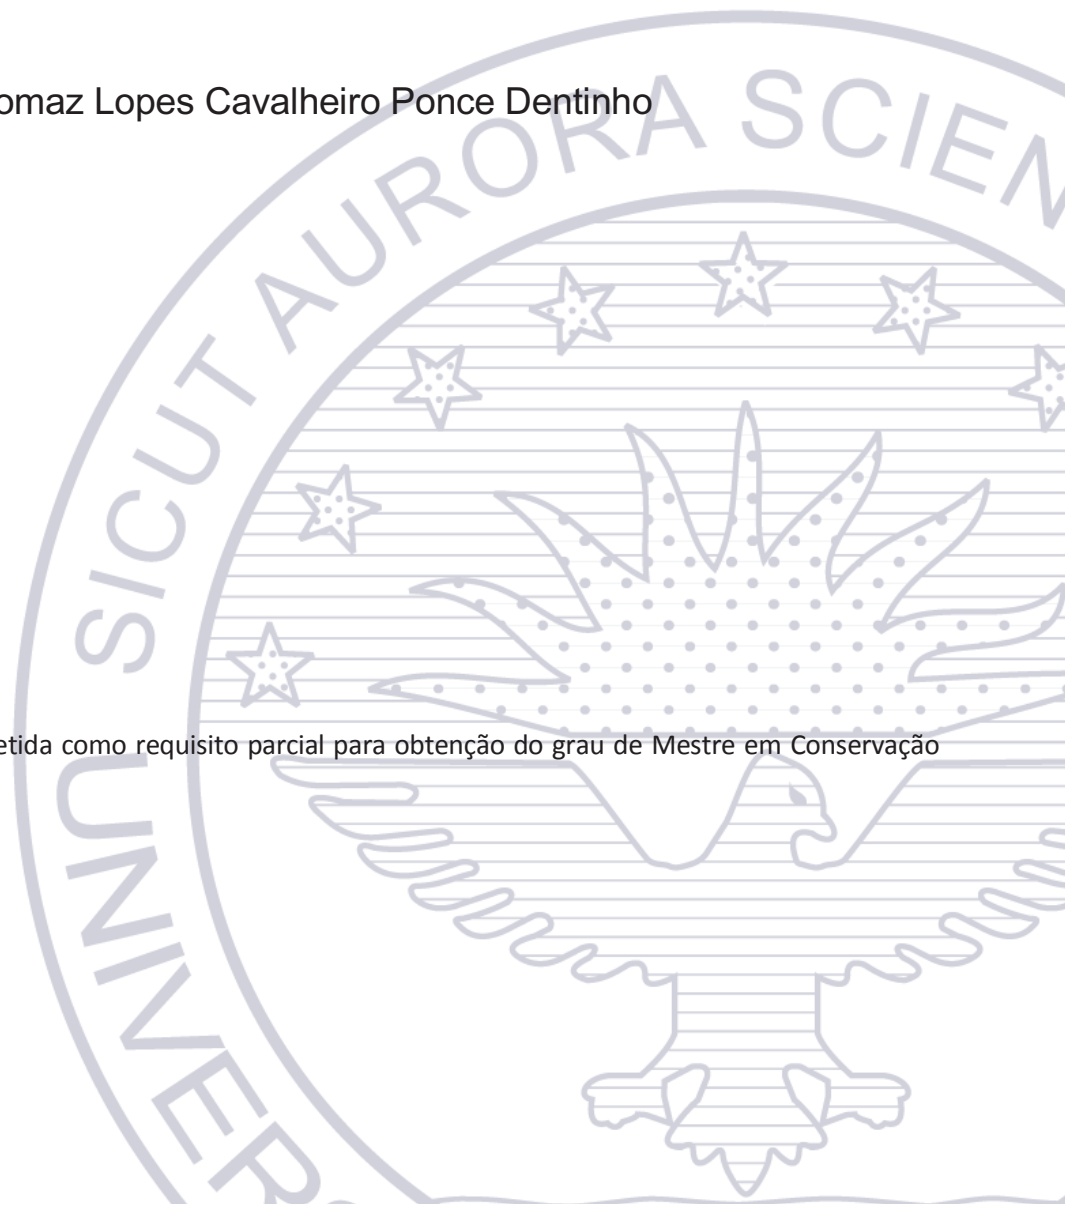 omaz Lopes Cavalheiro Ponce Dentinho
SICUT AURORA SCIEN
etida como requisito parcial para obtenção do grau de Mestre em Conservação
UNIVER